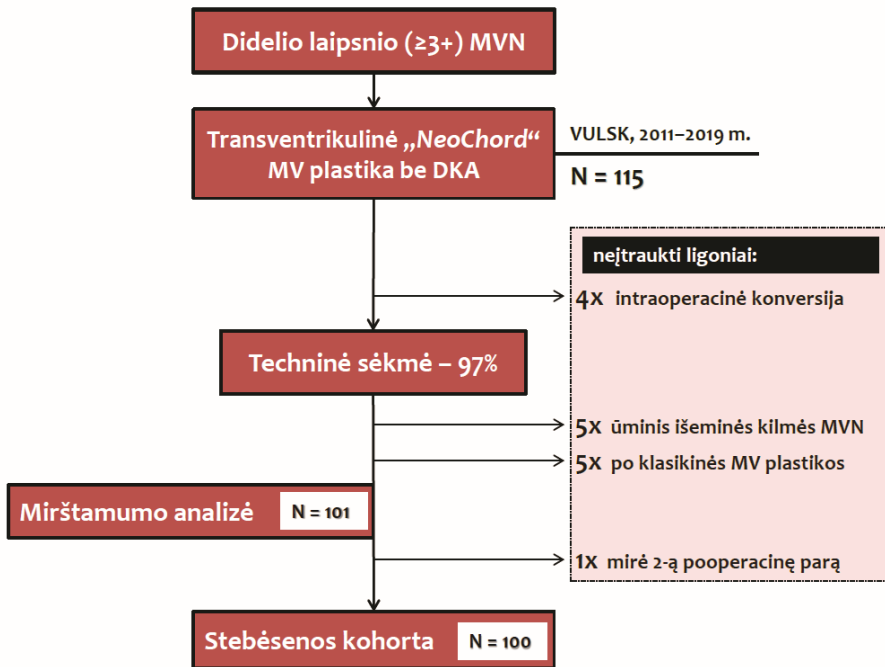 Didelio laipsnio (≥3+) MVN
Transventrikulinė „NeoChord“
MV plastika be DKA
VULSK, 2011–2019 m.
N = 115
neįtraukti ligoniai:
4x intraoperacinė konversija
Techninė sėkmė – 97%
5x ūminis išeminės kilmės MVN
5x po klasikinės MV plastikos
Mirštamumo analizė N = 101
1x mirė 2-ą pooperacinę parą
Stebėsenos kohorta N = 100